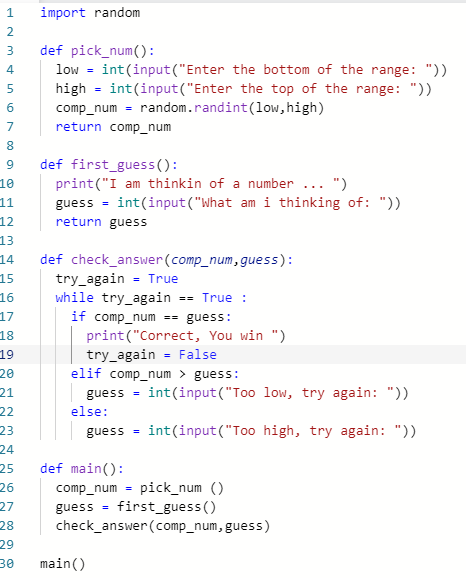 1 import random
2
3 def pick_num():
4   low = int(input("Enter the bottom of the range: "))
5   high = int(input("Enter the top of the range: "))
6   comp_num = random.randint(low,high)
7   return comp_num
8
9 def first_guess():
10   print("I am thinkin of a number ... ")
11   guess = int(input("What am i thinking of: "))
12   return guess
13
14 def check_answer(comp_num,guess):
15   try_again = True
16   while try_again == True :
17     if comp_num == guess:
18       print("Correct, You win ")
19       try_again = False
20     elif comp_num > guess:
21       guess = int(input("Too low, try again: "))
22     else:
23       guess = int(input("Too high, try again: "))
24
25 def main():
26   comp_num = pick_num ()
27   guess = first_guess()
28   check_answer(comp_num,guess)
29
30 main()